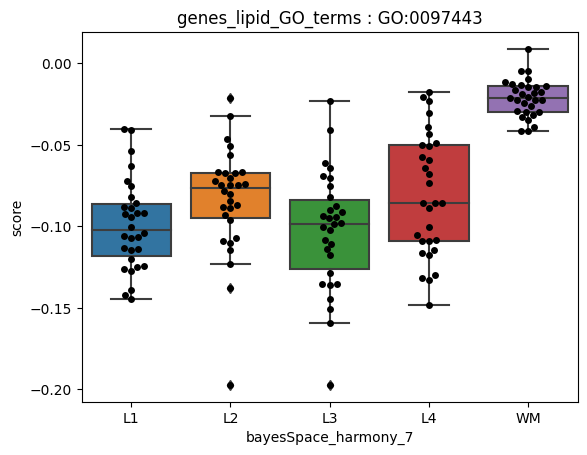 genes_lipid_GO_terms : GO:0097443
0.00
−0.05
−0.10
−0.15
−0.20
score
L1 L2 L3 L4 WM
bayesSpace_harmony_7